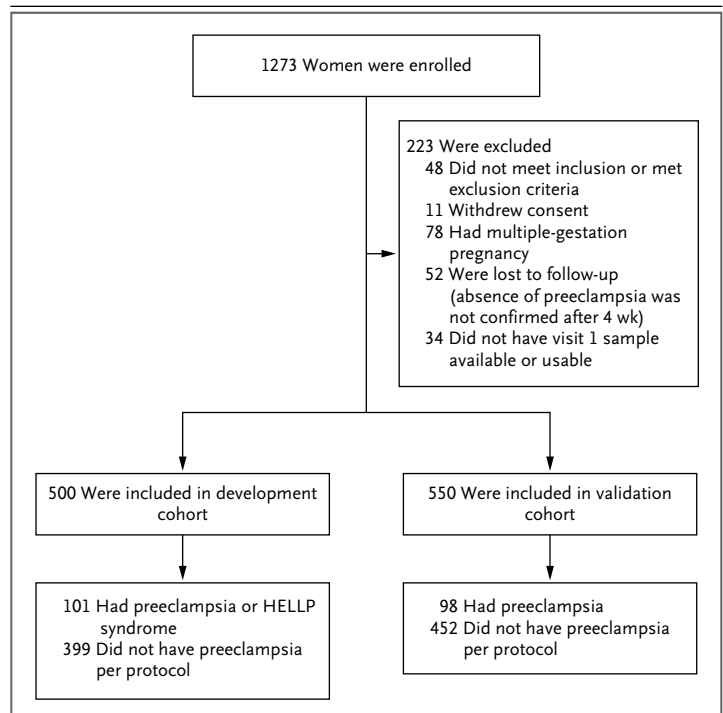 1273 Women were enrolled
223 Were excluded
48 Did not meet inclusion or met
exclusion criteria
11 Withdrew consent
78 Had multiple-gestation
pregnancy
52 Were lost to follow-up
(absence of preeclampsia was
not confirmed after 4 wk)
34 Did not have visit 1 sample
available or usable
500 Were included in development
cohort
550 Were included in validation
cohort
101 Had preeclampsia or HELLP
syndrome
399 Did not have preeclampsia
per protocol
98 Had preeclampsia
452 Did not have preeclampsia
per protocol